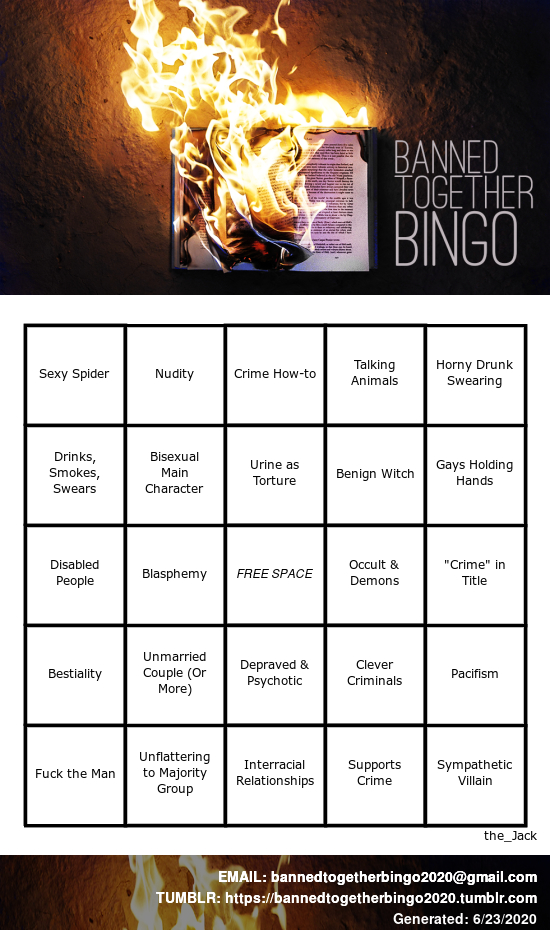 BANNED
TOGETHER
BINGO
Sexy Spider
Nudity
Crime How-to
Talking
Animals
Horny Drunk
Swearing
Drinks,
Smokes,
Swears
Bisexual
Main
Character
Urine as
Torture
Benign Witch
Gays Holding
Hands
Disabled
People
Blasphemy
FREE SPACE
Occult &
Demons
"Crime" in
Title
Bestiality
Unmarried
Couple (Or
More)
Depraved &
Psychotic
Clever
Criminals
Pacifism
Fuck the Man
Unflattering
to Majority
Group
Interracial
Relationships
Supports
Crime
Sympathetic
Villain
the_Jack
EMAIL: bannedtogetherbingo2020@gmail.com
TUMBLR: https://bannedtogetherbingo2020.tumblr.com
Generated: 6/23/2020